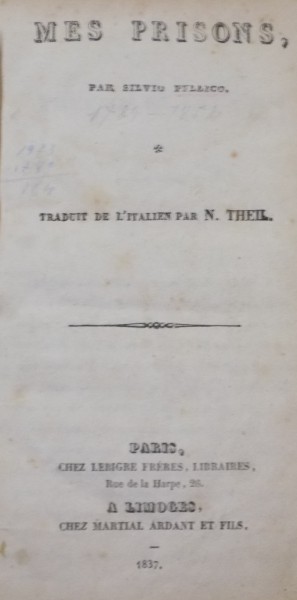 MES PRISONS,
PAR SILVIO PELLICO.
TRADUIT DE L'ITALIEN PAR N. THEIL.
PARIS,
CHEZ LEBIGRE FRÈRES, LIBRAIRES,
Rue de la Harpe, 26.
A LIMOGES,
CHEZ MARTIAL ARDANT ET FILS.
1837.